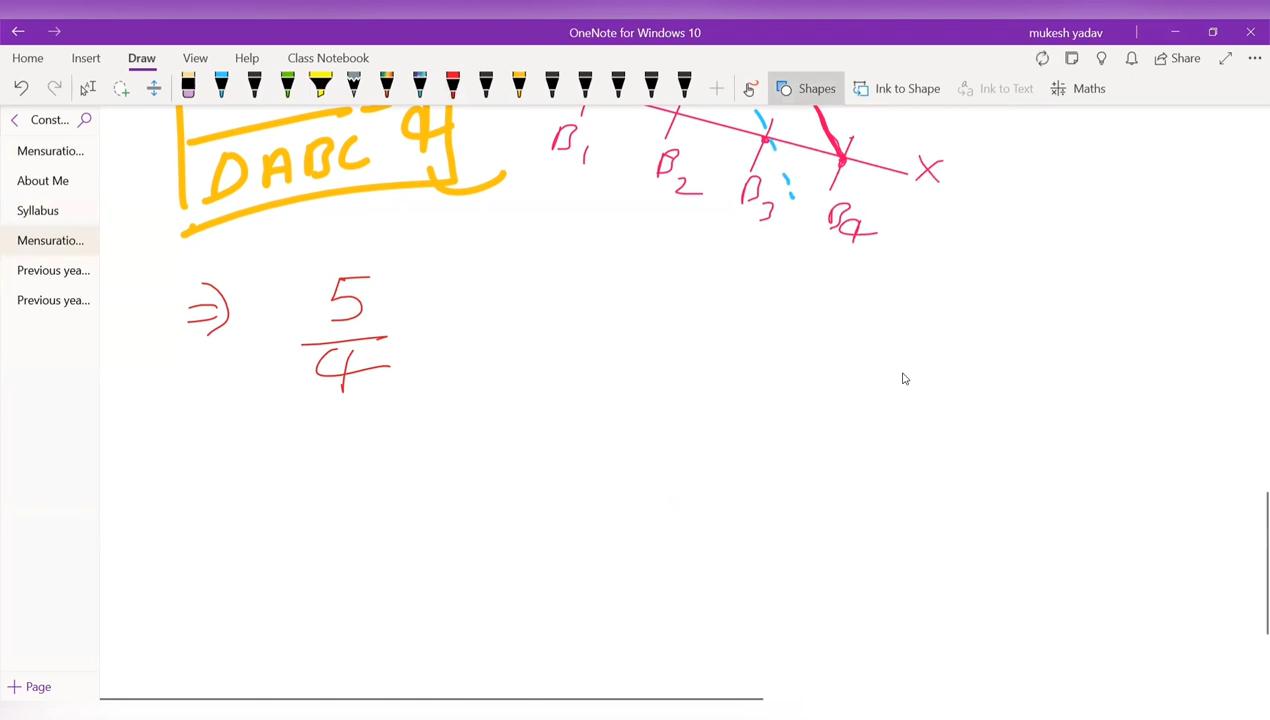 OneNote for Windows 10
mukesh yadav
Home Insert Draw View Help Class Notebook
Share
Shapes Ink to Shape Ink to Text Maths
Const...
Mensuratio...
About Me
Syllabus
Mensuratio...
Previous yea...
Previous yea...
Page
DABC
B1
B2
B3
B4
X
⇒ 5
4